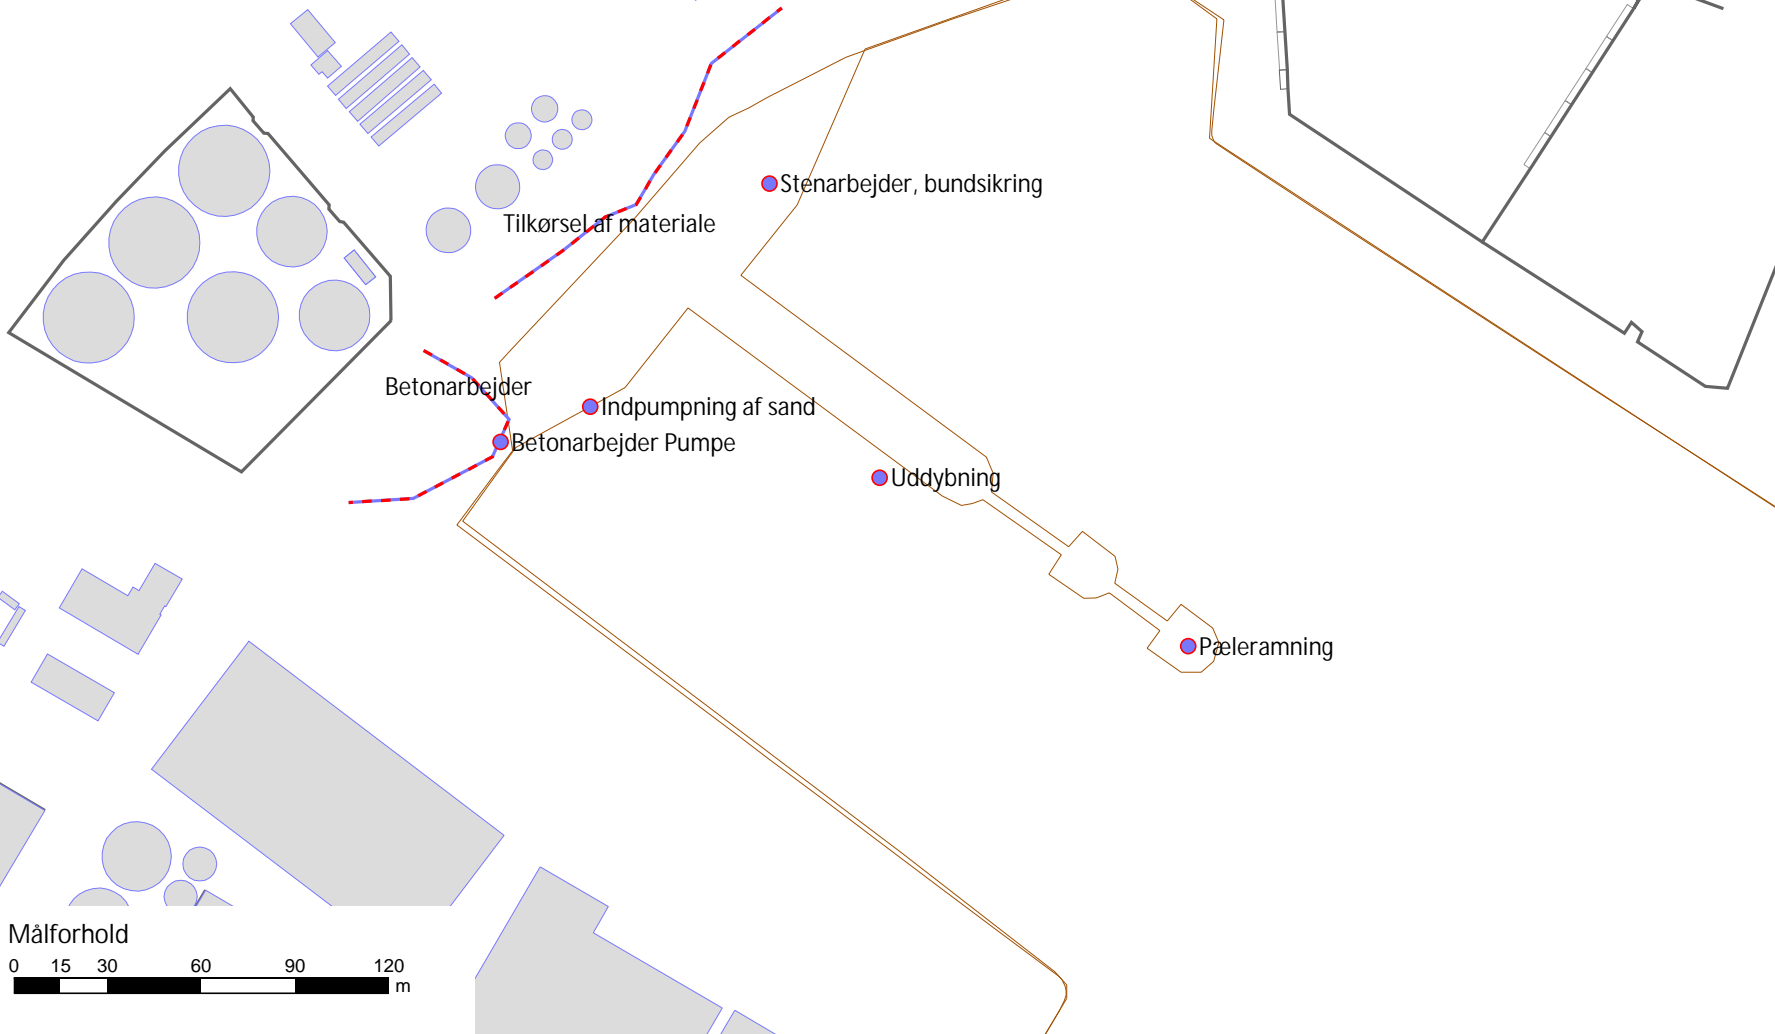 Stenarbejder, bundsikring
Tilkørsel af materiale
Betonarbejder
Indpumpning af sand
Betonarbejder Pumpe
Uddybning
Pæleramning
Målforhold
0 15 30 60 90 120
m